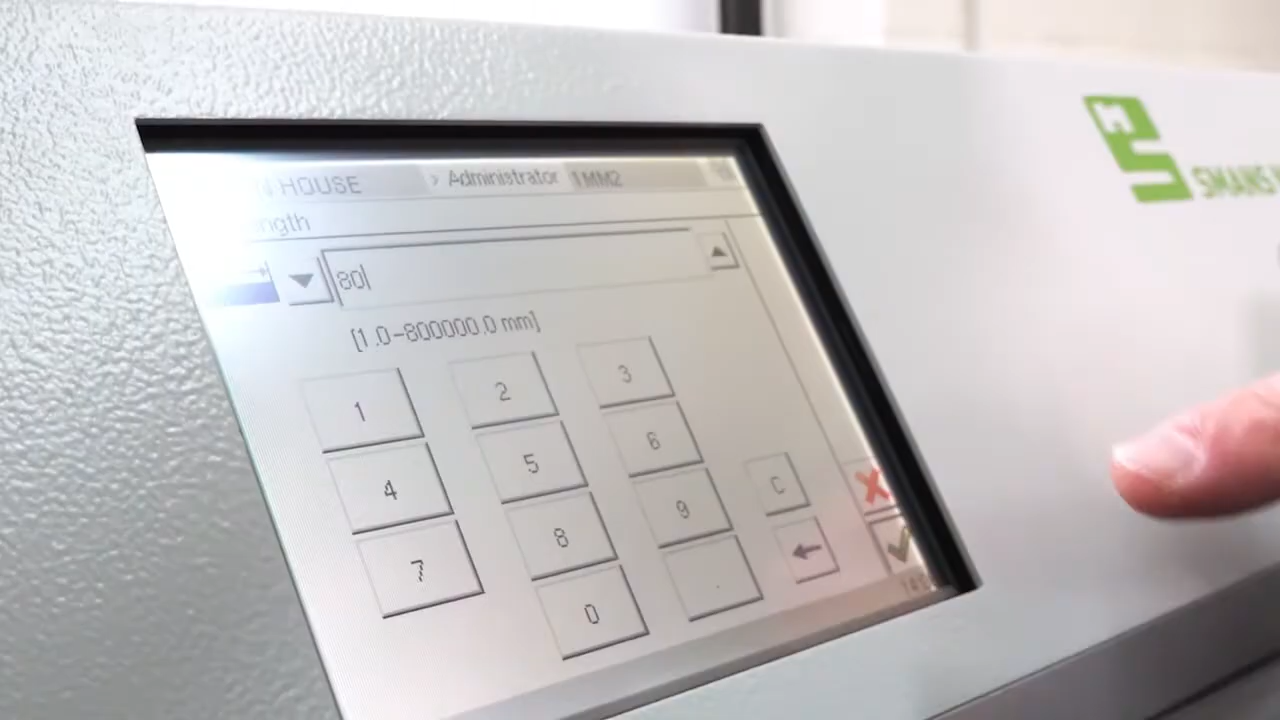 HOUSE > Administrator 1MM2
ngth
80
[1.0-800000.0 mm]
1 2 3
4 5 6
7 8 9 C
0 .
SMANS